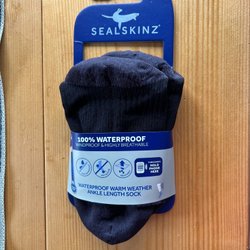 SEALSKINZ
100% WATERPROOF
WINDPROOF & HIGHLY BREATHABLE
WATERPROOF WARM WEATHER
ANKLE LENGTH SOCK